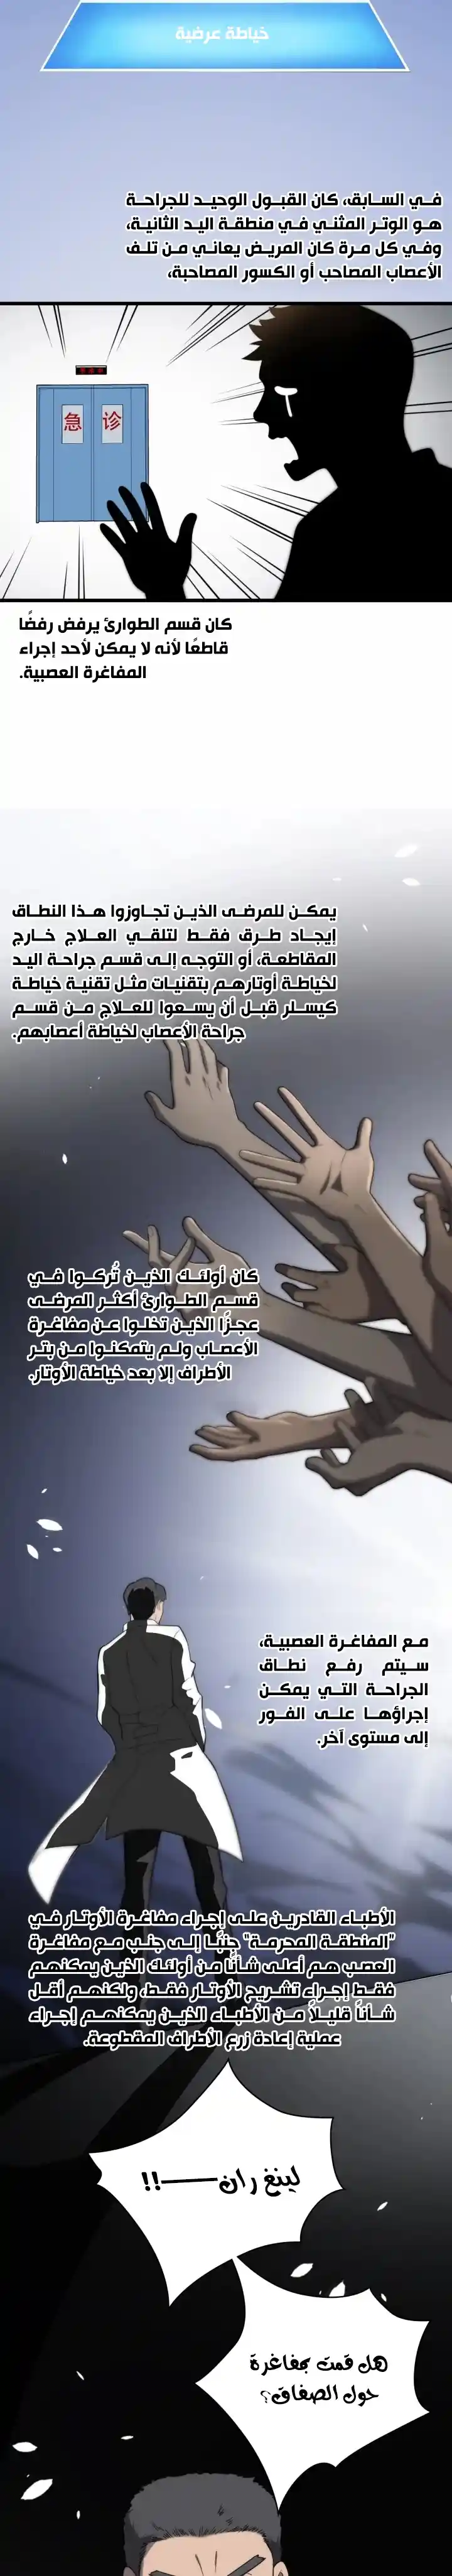 خياطة عرضية
في السابق، كان القبول الوحيد للجراحة
هو الوتر المثني في منطقة اليد الثانية،
وفي كل مرة كان المريض يعاني من تلف
الأعصاب المصاحب أو الكسور المصاحبة،
急诊
كان قسم الطوارئ يرفض رفضًا
قاطعًا لأنه لا يمكن لأحد إجراء
المفاغرة العصبية.
يمكن للمرضى الذين تجاوزوا هذا النطاق
إيجاد طرق فقط لتلقي العلاج خارج
المقاطعة، أو التوجه إلى قسم جراحة اليد
لخياطة أوتارهم بتقنيات مثل تقنية خياطة
كيسلر قبل أن يسعوا للعلاج من قسم
جراحة الأعصاب لخياطة أعصابهم.
كان أولئك الذين تُركوا في
قسم الطوارئ أكثر المرضى
عجزًا الذين تخلوا عن مفاغرة
الأعصاب ولم يتمكنوا من بتر
الأطراف إلا بعد خياطة الأوتار.
مع المفاغرة العصبية،
سيتم رفع نطاق
الجراحة التي يمكن
إجراؤها على الفور
إلى مستوى آخر.
الأطباء القادرين على إجراء مفاغرة الأوتار في
"المنطقة المحرمة" جنبًا إلى جنب مع مفاغرة
العصب هم أعلى شأنًا من أولئك الذين يمكنهم
فقط إجراء تشريح الأوتار فقط، ولكنهم أقل
شأنًا قليلاً من الأطباء الذين يمكنهم إجراء
عملية إعادة زرع الأطراف المقطوعة.
لينغ ران——!!
هل قمت بمفاغرة
حول الصفاق؟